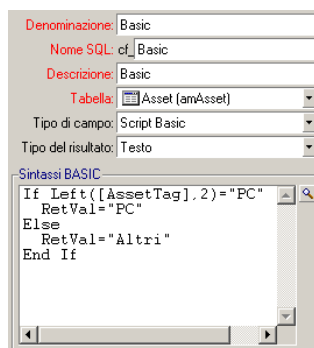 Denominazione: Basic
Nome SQL: cf_Basic
Descrizione: Basic
Tabella: Asset (amAsset)
Tipo di campo: Script Basic
Tipo del risultato: Testo
Sintassi BASIC
If Left([AssetTag],2)="PC"
  RetVal="PC"
Else
  RetVal="Altri"
End If